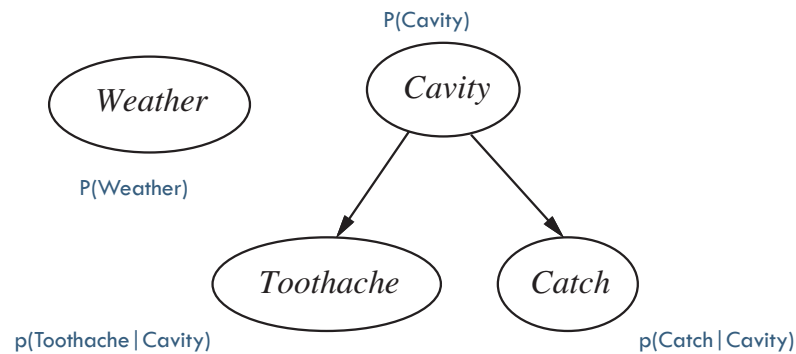 P(Cavity)
Weather
Cavity
P(Weather)
Toothache
Catch
p(Toothache|Cavity)
p(Catch|Cavity)